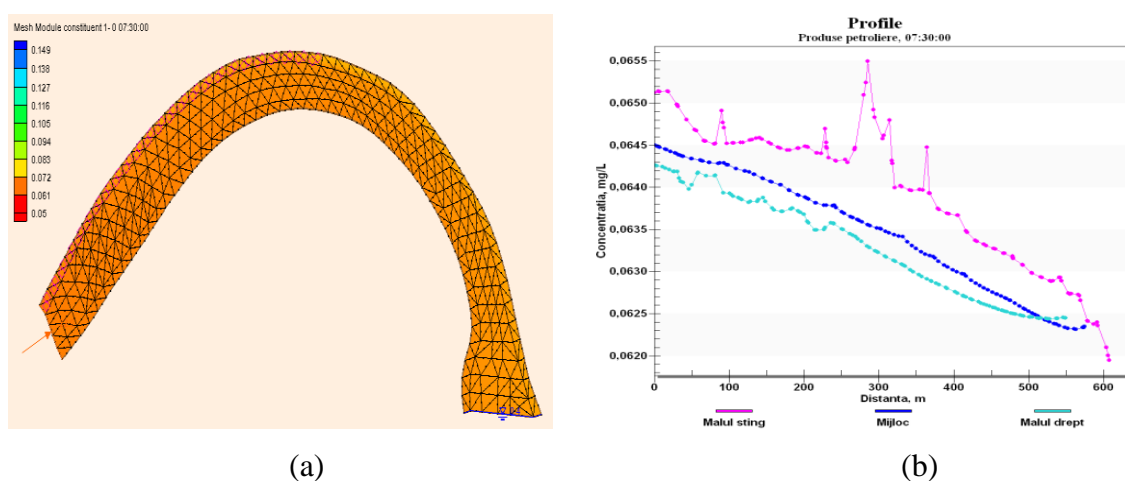 Mesh Module constituent 1- 0 07:30:00
0.149
0.138
0.127
0.116
0.105
0.094
0.083
0.072
0.061
0.05
(a)
Profile
Produse petroliere, 07:30:00
Concentratia, mg/L
0,0655
0,0650
0,0645
0,0640
0,0635
0,0630
0,0625
0,0620
0 100 200 300 400 500 600
Distanta, m
Malul sting Mijloc Malul drept
(b)